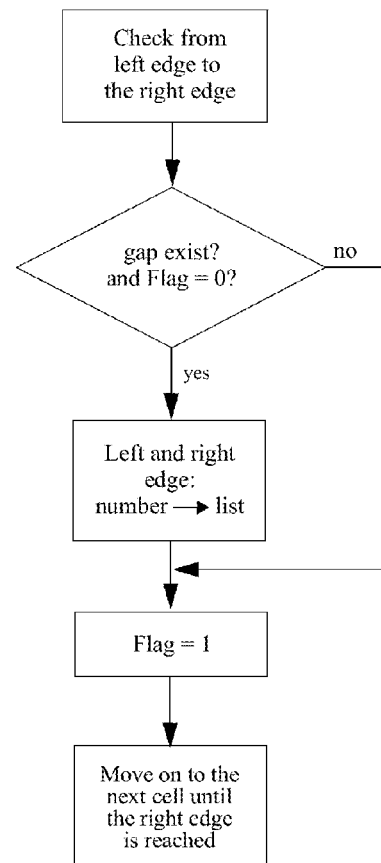 Check from
left edge to
the right edge
gap exist?
and Flag = 0?
no
yes
Left and right
edge:
number → list
Flag = 1
Move on to the
next cell until
the right edge
is reached